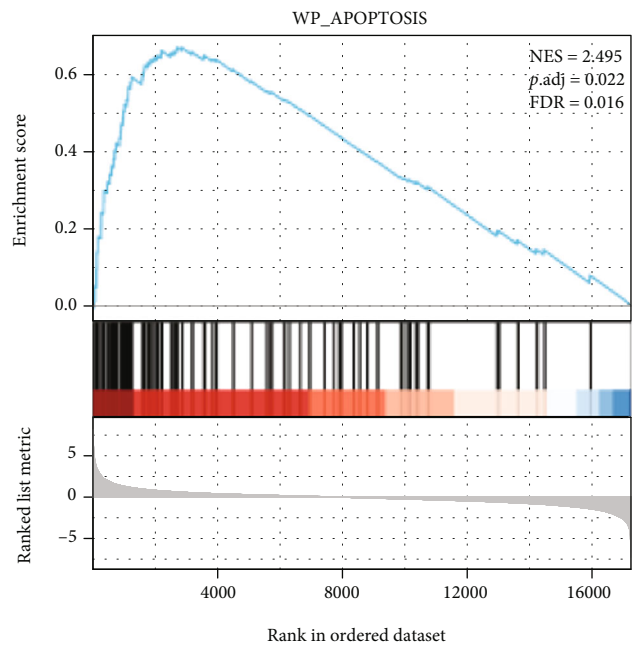 WP_APOPTOSIS
NES = 2.495
p.adj = 0.022
FDR = 0.016
Enrichment score
0.6
0.4
0.2
0.0
Ranked list metric
5
0
−5
4000 8000 12000 16000
Rank in ordered dataset